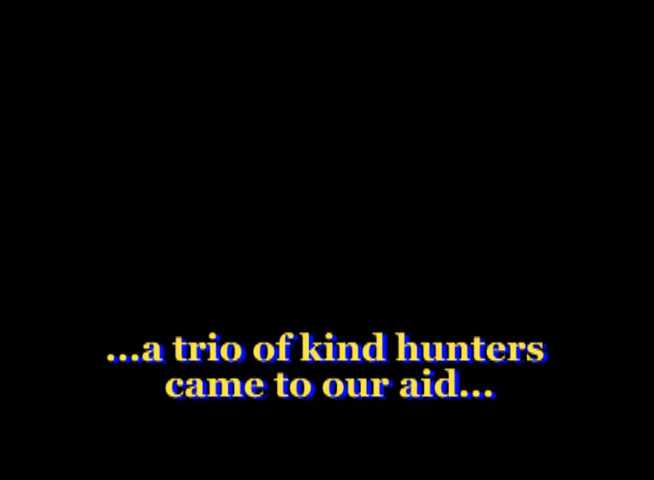 ...a trio of kind hunters
came to our aid...